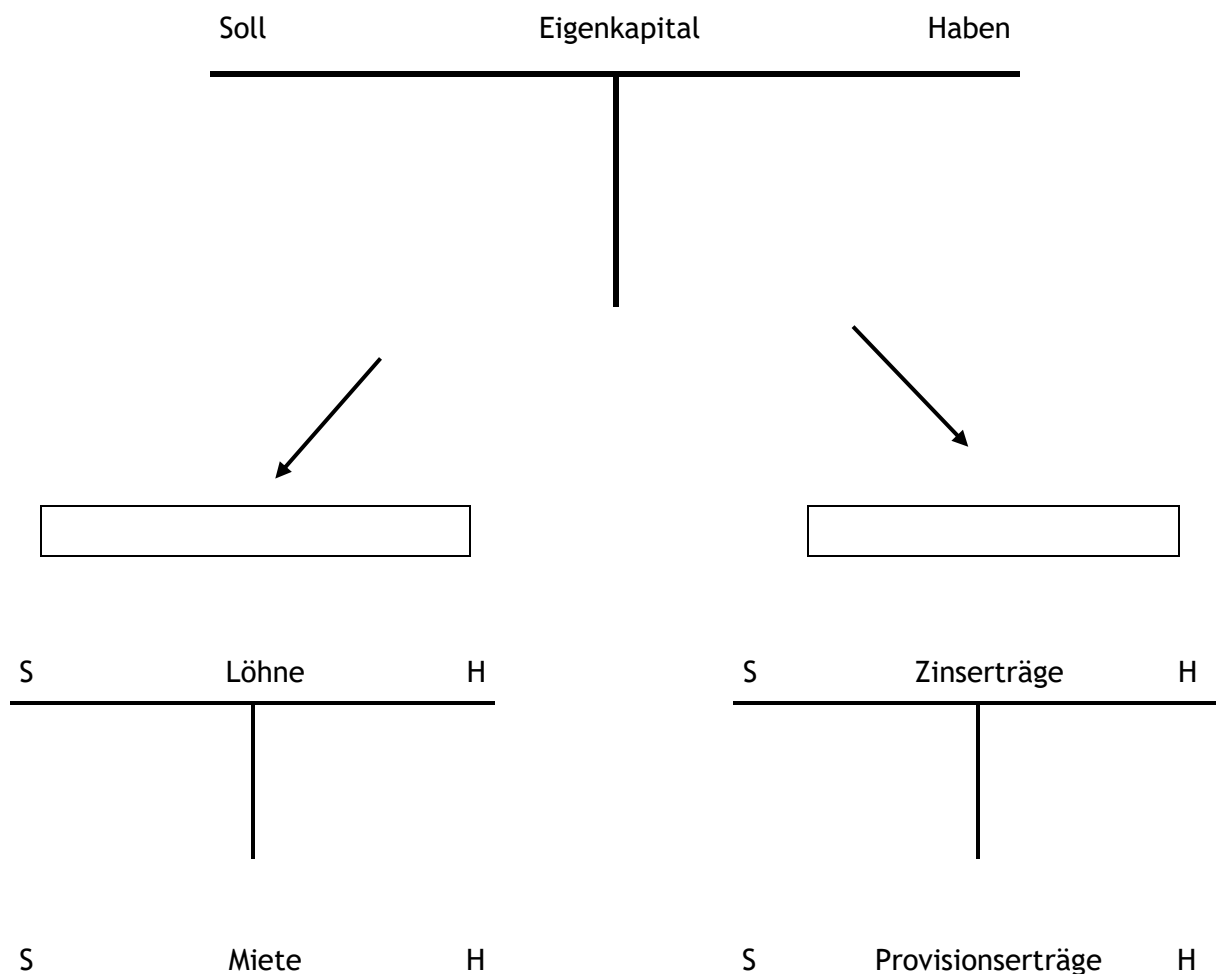 Soll Eigenkapital Haben
S Löhne H
S Zinserträge H
S Miete H
S Provisionserträge H